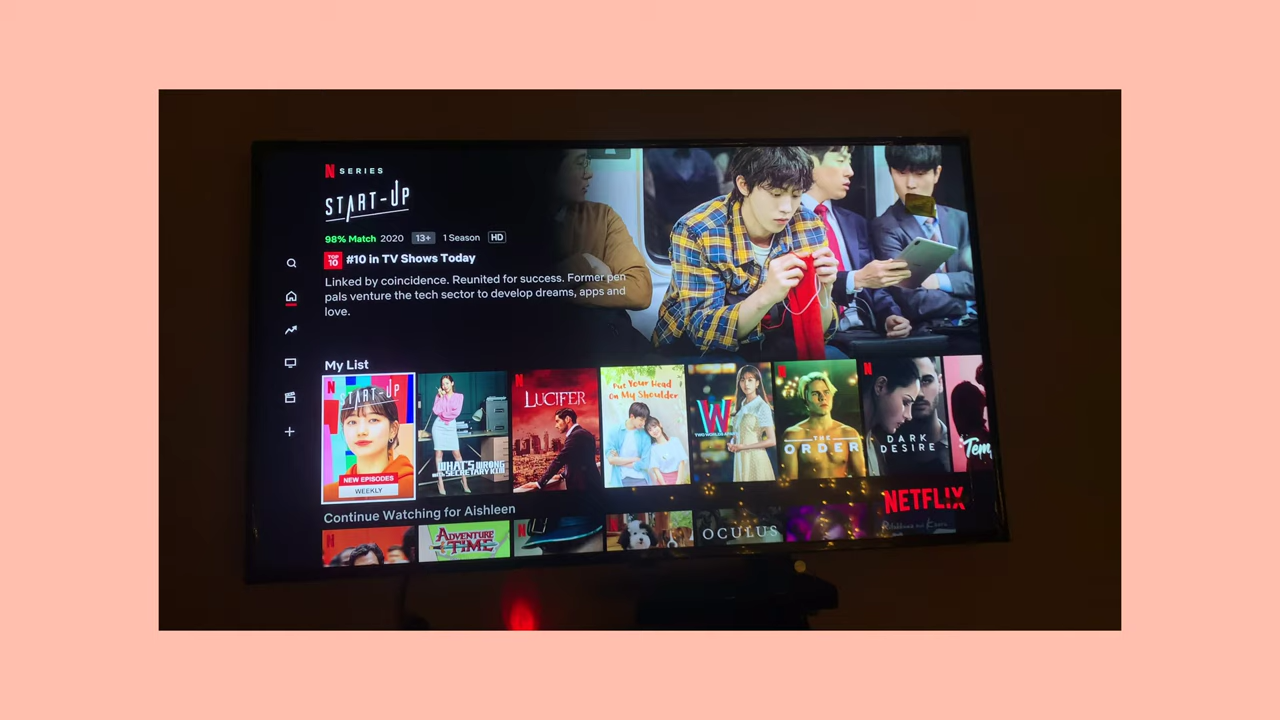 N SERIES
START-UP
98% Match 2020 13+ 1 Season HD
TOP 10 #10 in TV Shows Today
Linked by coincidence. Reunited for success. Former pen
pals venture the tech sector to develop dreams, apps and
love.
My List
N START-UP NEW EPISODES WEEKLY
WHAT'S WRONG WITH SECRETARY KIM
N LUCIFER
Put Your Head On My Shoulder
W TWO WORLDS APART
N THE ORDER
N DARK DESIRE
Tem
NETFLIX
Continue Watching for Aishleen
N
ADVENTURE TIME
N
OCULUS